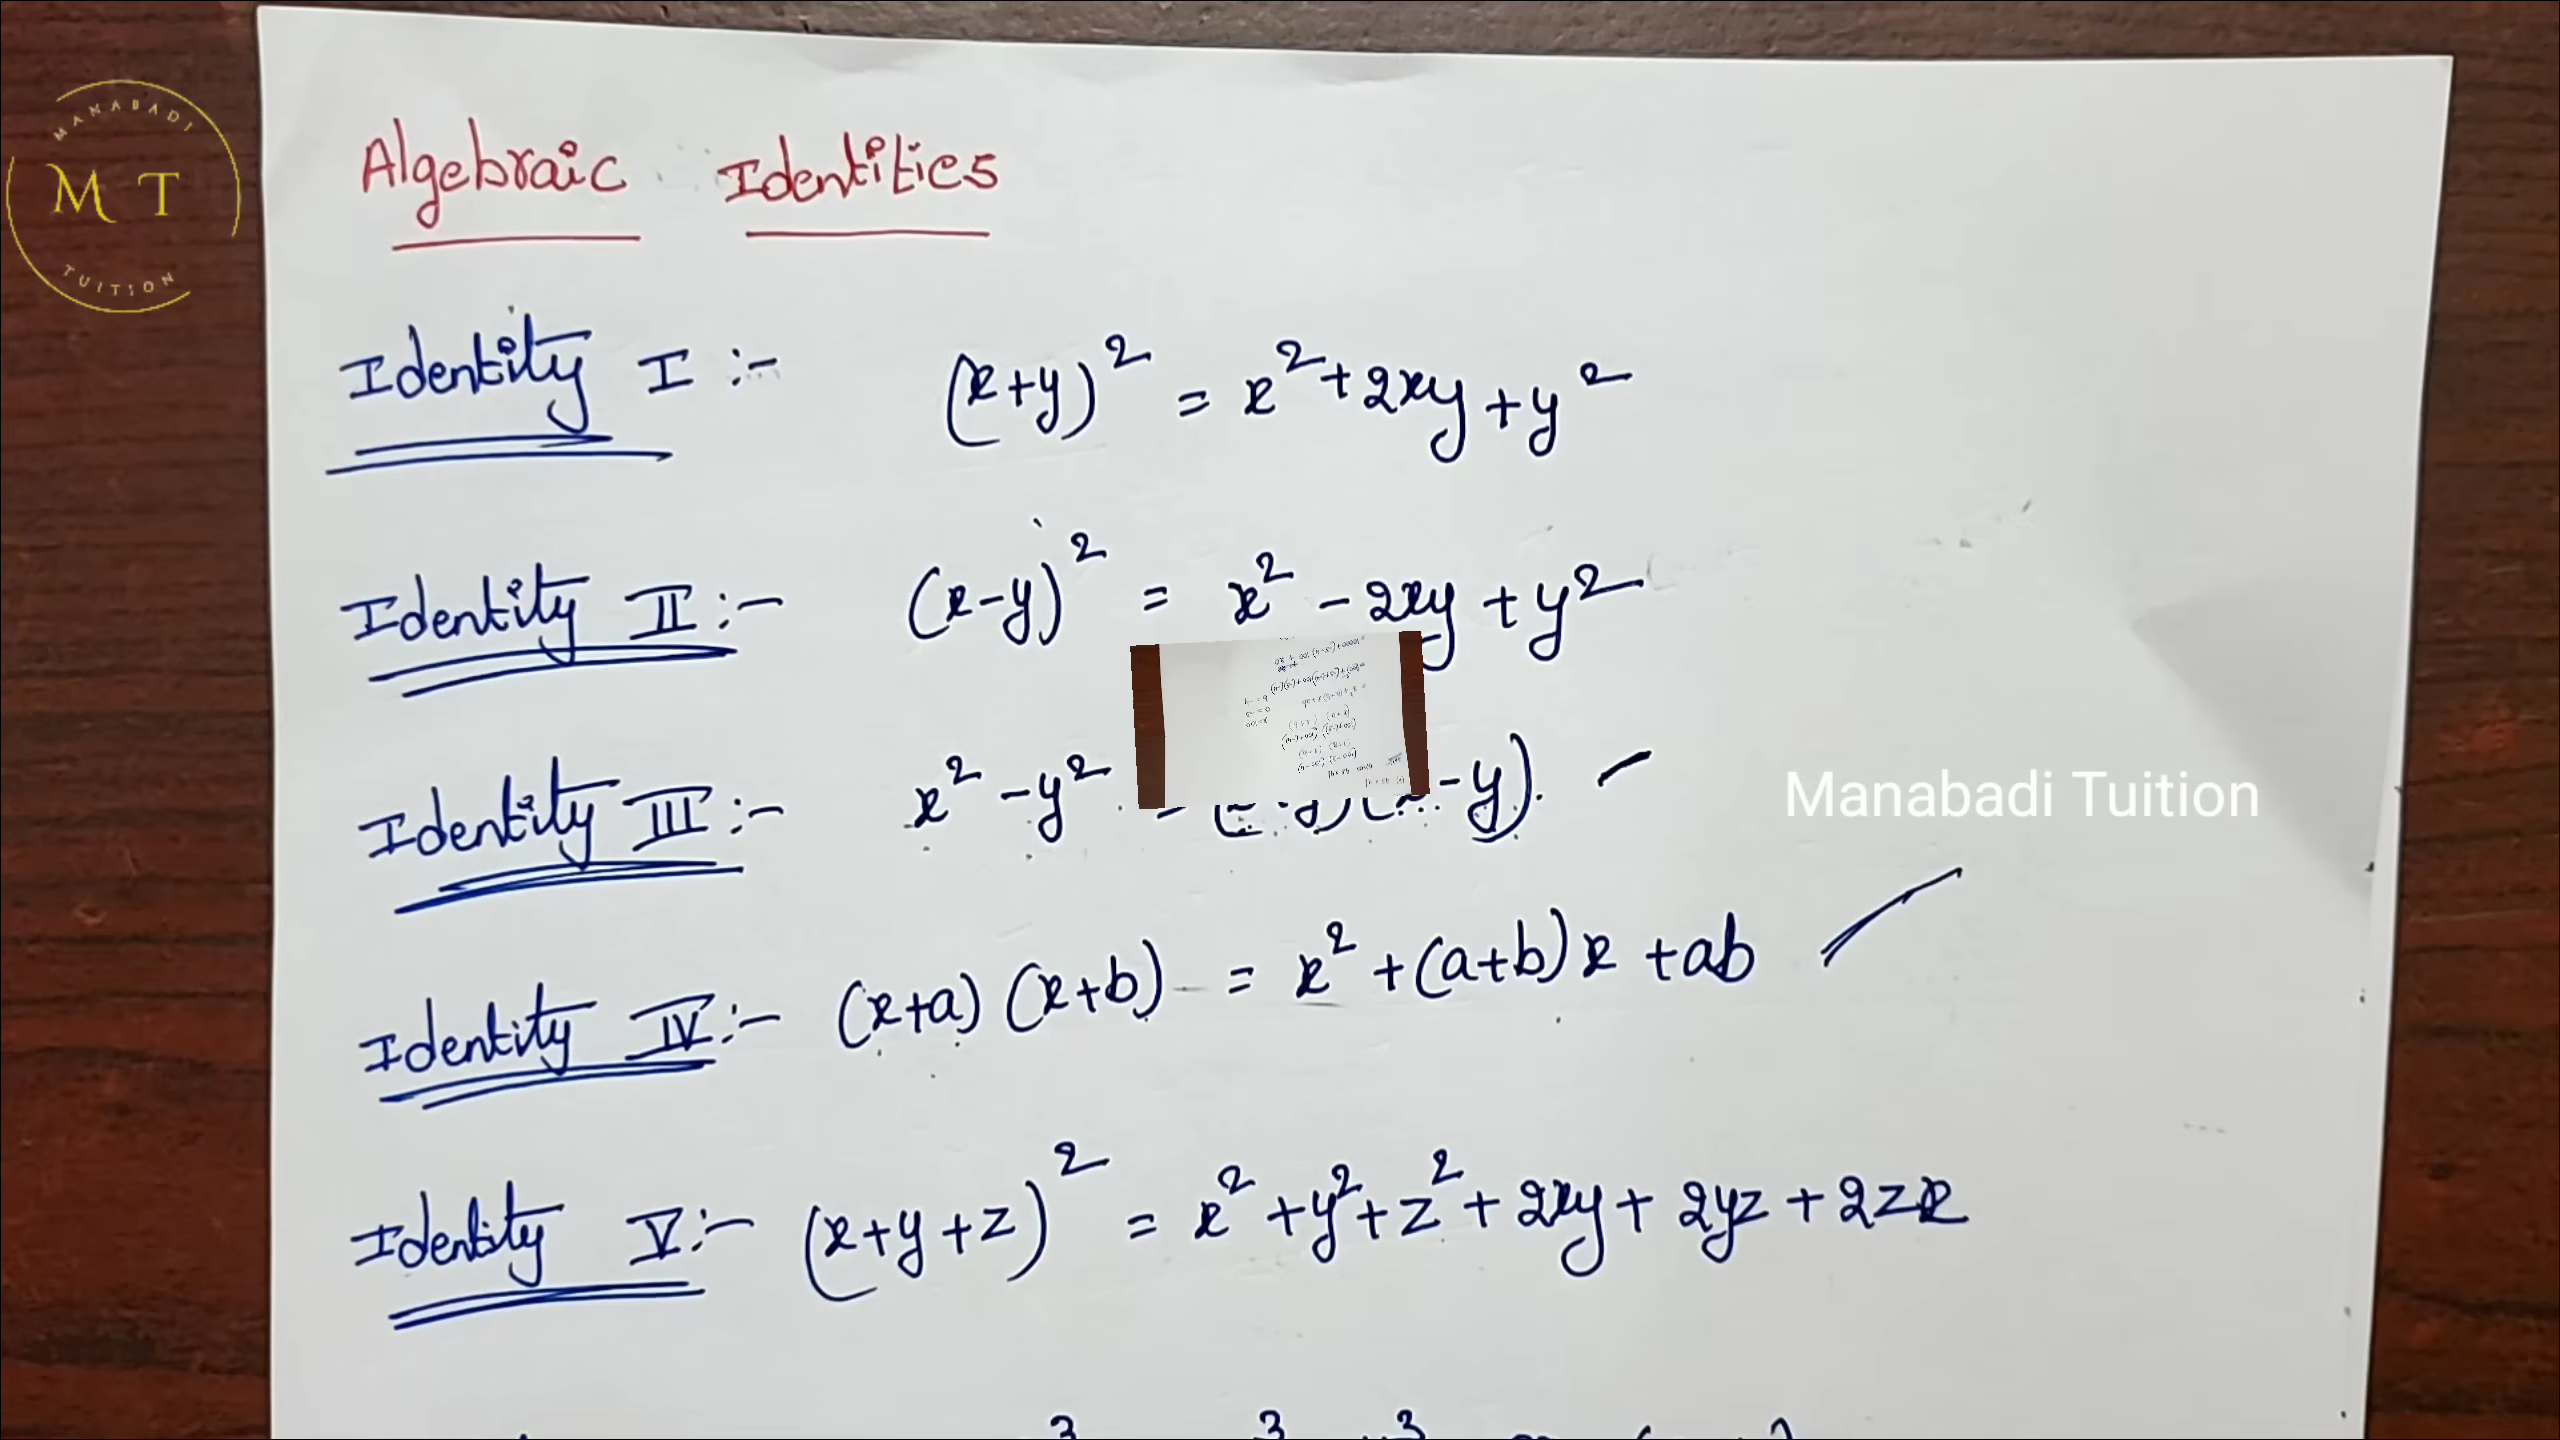 MANABADI
M T
TUITION
Algebraic Identities
Identity I :- (x+y)² = x² + 2xy + y²
Identity II :- (x-y)² = x² - 2xy + y²
Identity III :- x² - y² = -y).
Manabadi Tuition
Identity IV :- (x+a) (x+b) = x² + (a+b)x + ab
Identity V :- (x+y+z)² = x² + y² + z² + 2xy + 2yz + 2zx